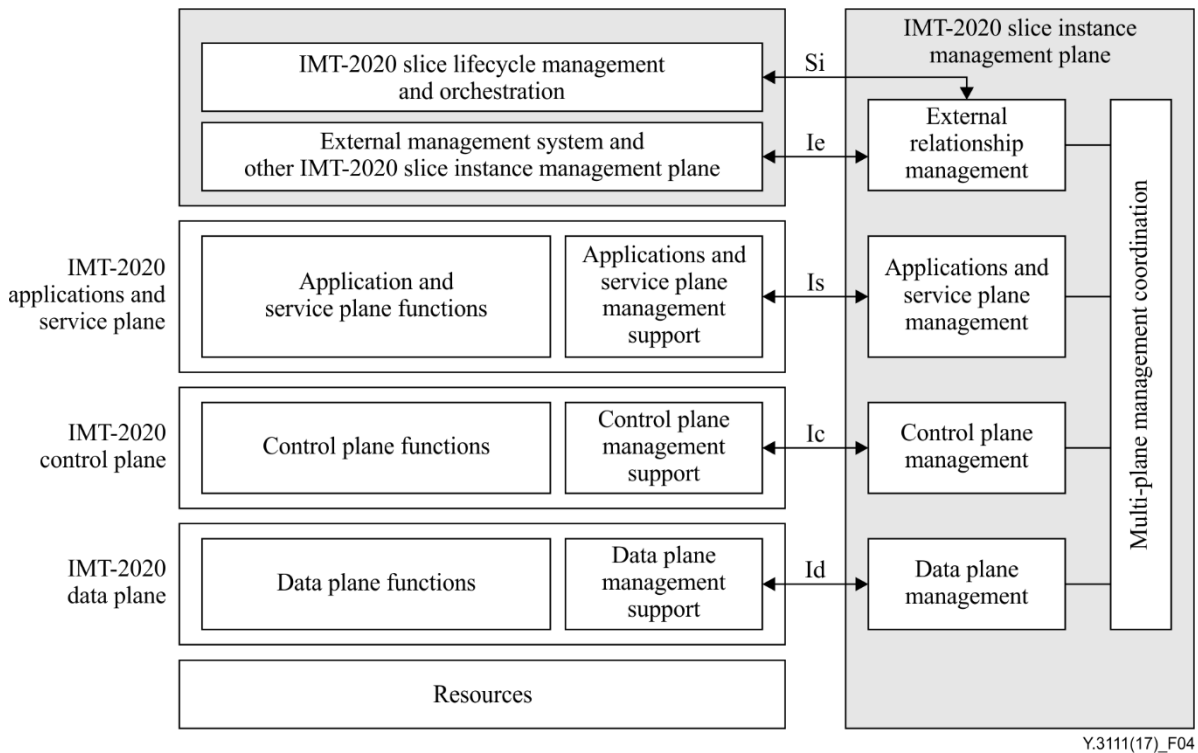 IMT-2020 slice lifecycle management
and orchestration
External management system and
other IMT-2020 slice instance management plane
Si
Ie
IMT-2020 slice instance
management plane
External
relationship
management
IMT-2020
applications and
service plane
Application and
service plane functions
Applications and
service plane
management
support
Is
Applications and
service plane
management
Multi-plane management coordination
IMT-2020
control plane
Control plane functions
Control plane
management
support
Ic
Control plane
management
IMT-2020
data plane
Data plane functions
Data plane
management
support
Id
Data plane
management
Resources
Y.3111(17)_F04